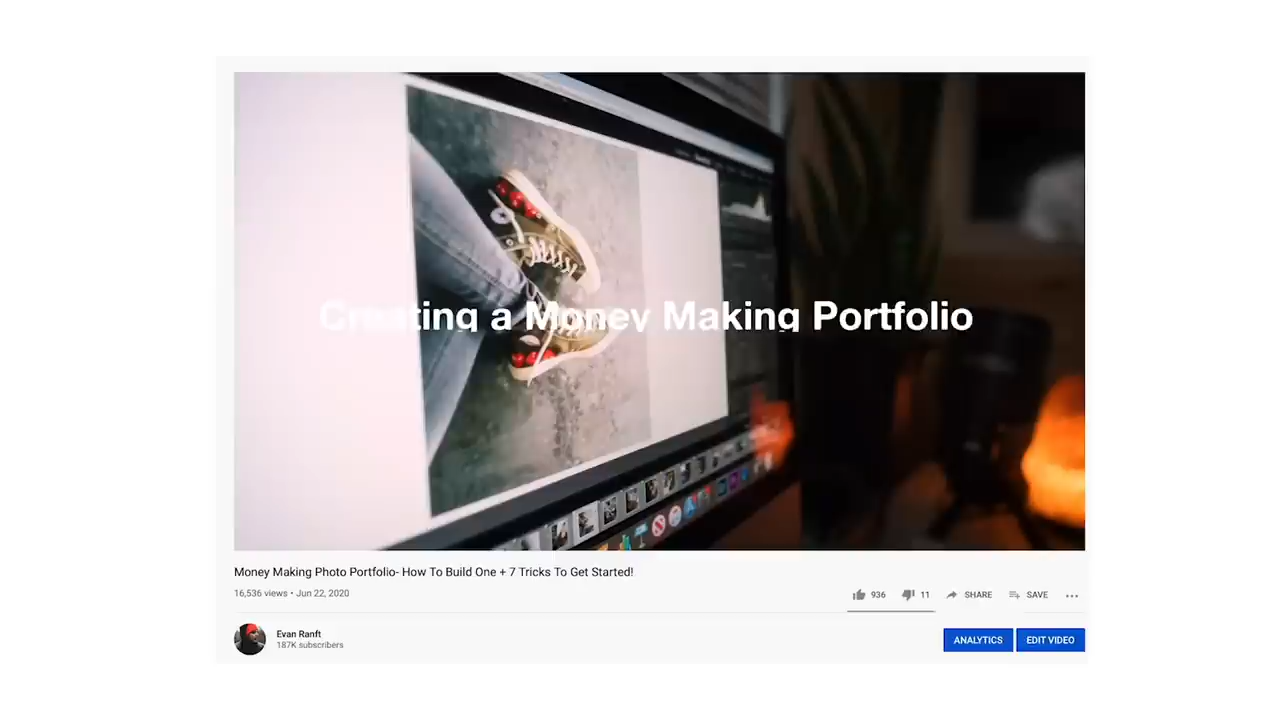 Creating a Money Making Portfolio
Money Making Photo Portfolio- How To Build One + 7 Tricks To Get Started!
16,536 views • Jun 22, 2020
936
11
SHARE
SAVE
Evan Ranft
187K subscribers
ANALYTICS
EDIT VIDEO